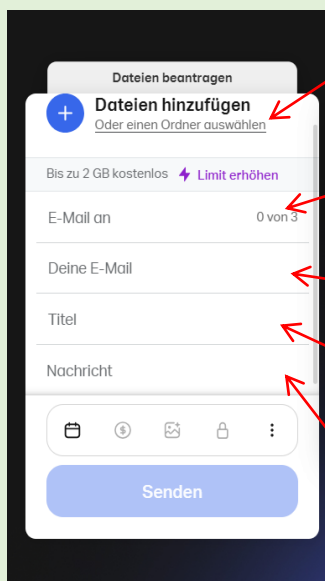 Dateien beantragen
Dateien hinzufügen
Oder einen Ordner auswählen
Bis zu 2 GB kostenlos Limit erhöhen
E-Mail an 0 von 3
Deine E-Mail
Titel
Nachricht
Senden